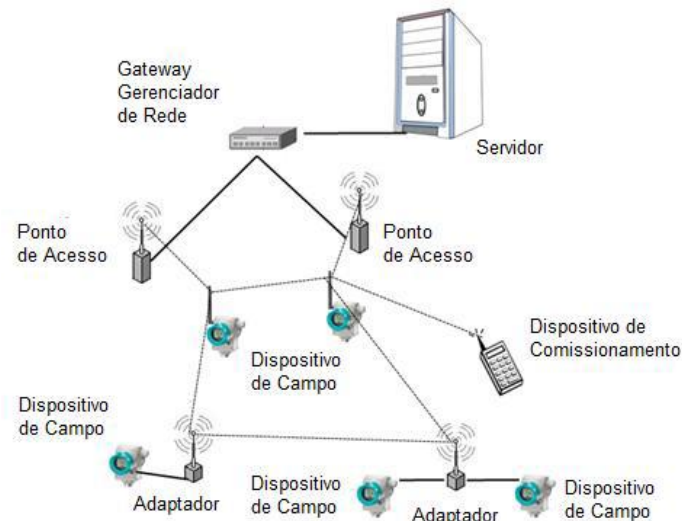 Gateway
Gerenciador
de Rede
Servidor
Ponto
de Acesso
Ponto
de Acesso
Dispositivo de
Comissionamento
Dispositivo
de Campo
Dispositivo
de Campo
Adaptador
Dispositivo
de Campo
Adaptador
Dispositivo
de Campo